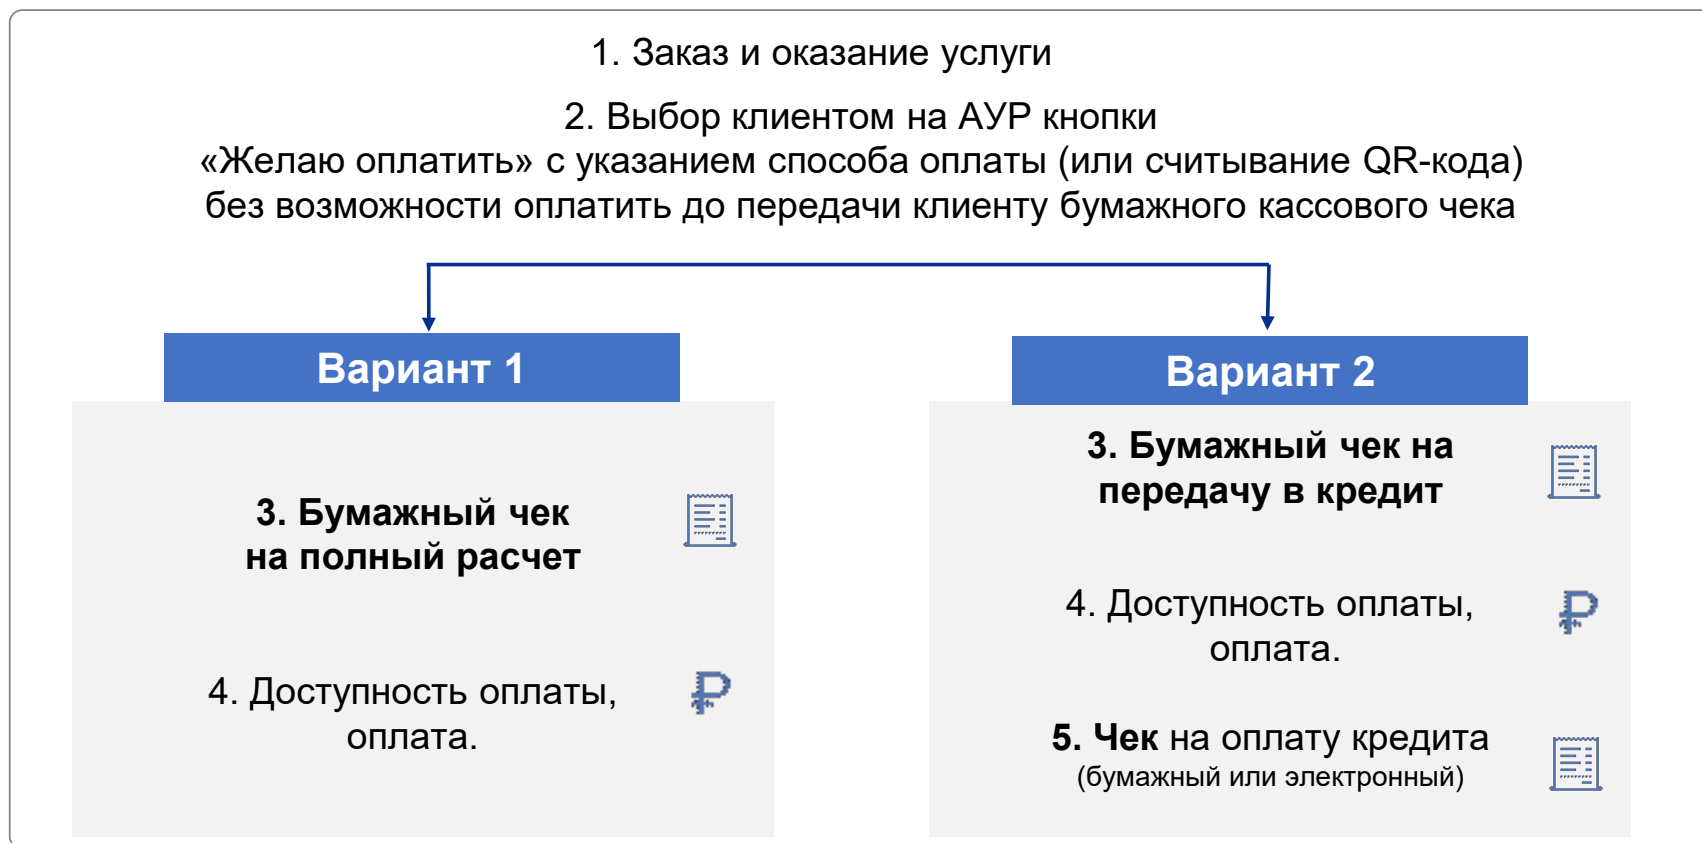 1. Заказ и оказание услуги
2. Выбор клиентом на АУР кнопки
«Желаю оплатить» с указанием способа оплаты (или считывание QR-кода)
без возможности оплатить до передачи клиенту бумажного кассового чека
Вариант 1
3. Бумажный чек
на полный расчет
4. Доступность оплаты,
оплата.
Вариант 2
3. Бумажный чек на
передачу в кредит
4. Доступность оплаты,
оплата.
5. Чек на оплату кредита
(бумажный или электронный)